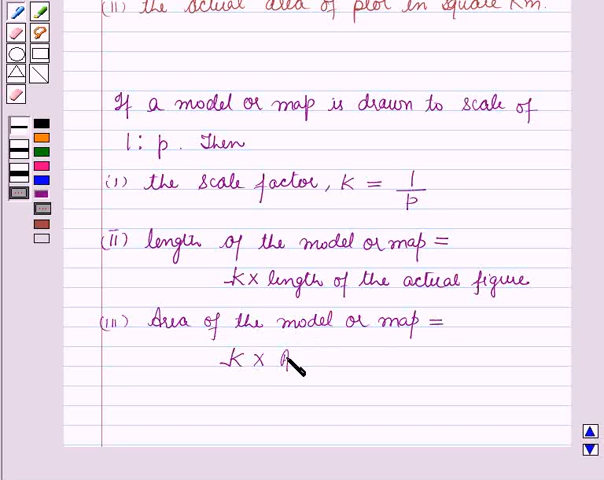 (ii) the actual area of plot in square Km.
If a model or map is drawn to scale of
1: p. Then
(i) the scale factor, K = 1/p
(ii) length of the model or map =
K × length of the actual figure
(iii) Area of the model or map =
K ×